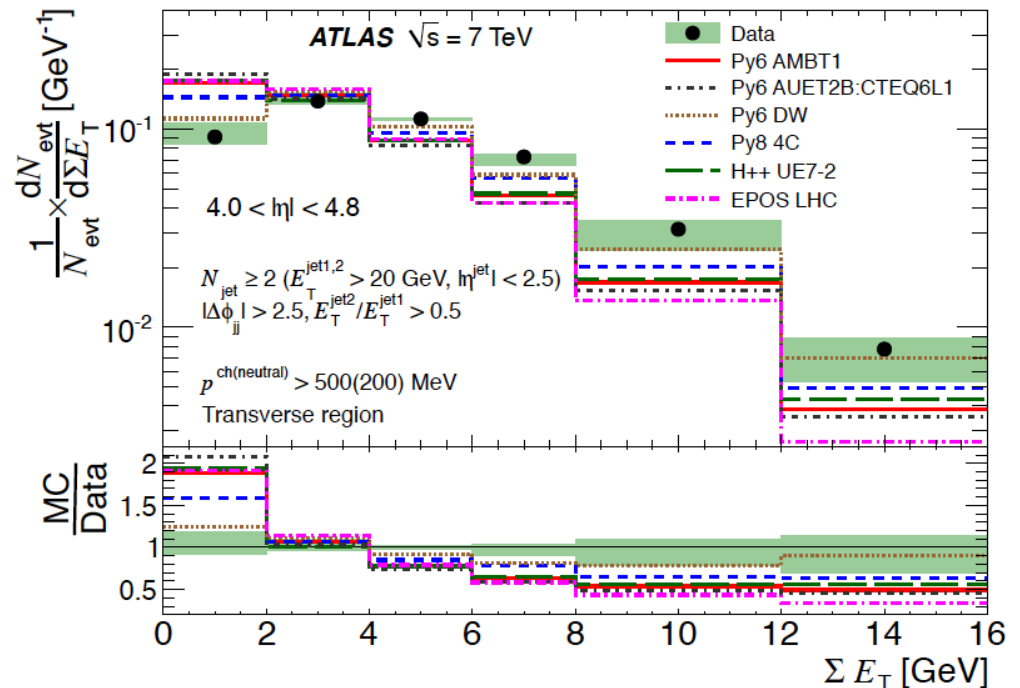 ATLAS √s = 7 TeV
Data
Py6 AMBT1
Py6 AUET2B:CTEQ6L1
Py6 DW
Py8 4C
H++ UE7-2
EPOS LHC
1/N_evt × dN_evt/dΣE_T [GeV⁻¹]
10⁻¹
10⁻²
4.0 < |η| < 4.8
N_jet ≥ 2 (E_T^jet1,2 > 20 GeV, |η^jet| < 2.5)
|Δϕ_jj| > 2.5, E_T^jet2/E_T^jet1 > 0.5
p^ch(neutral) > 500(200) MeV
Transverse region
MC/Data
2
1.5
1
0.5
0 2 4 6 8 10 12 14 16
Σ E_T [GeV]